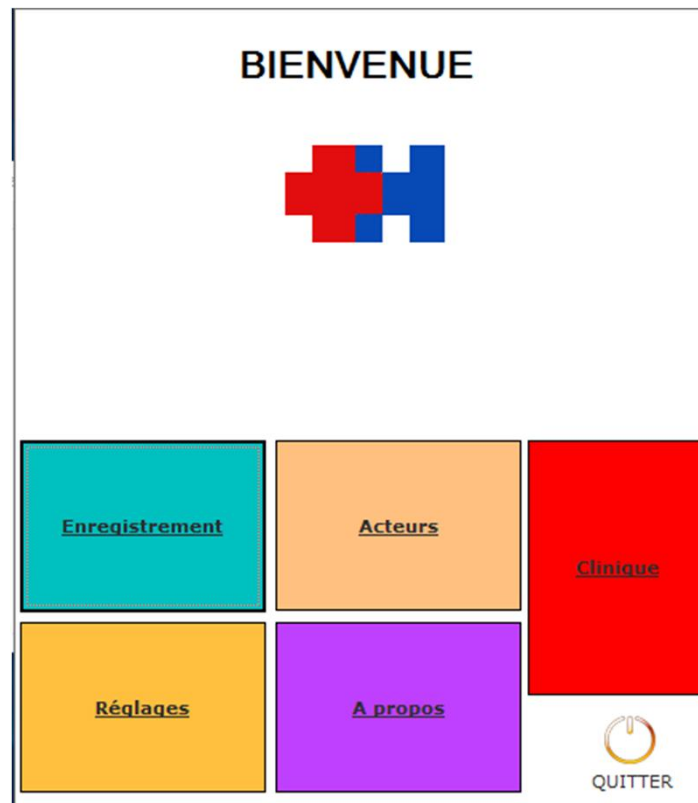 BIENVENUE
Enregistrement
Acteurs
Clinique
Réglages
A propos
QUITTER